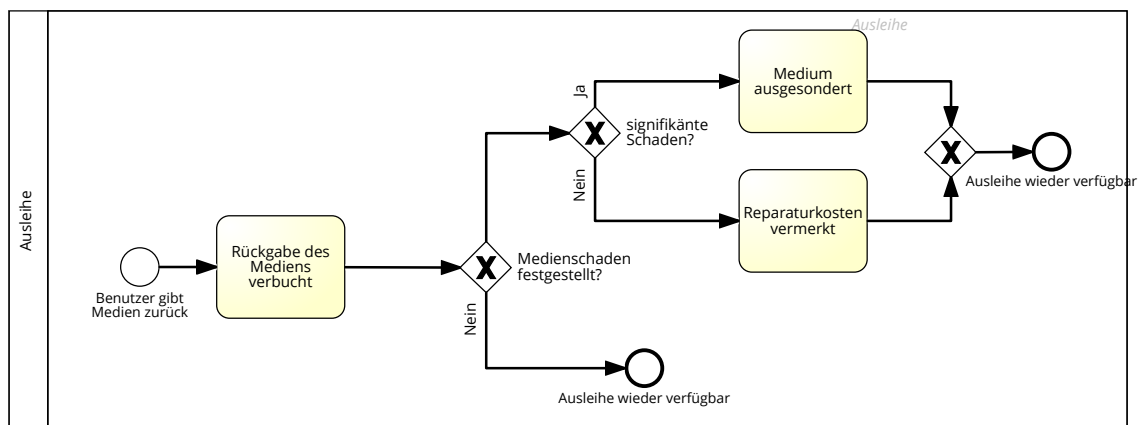 Ausleihe
Ausleihe
Benutzer gibt
Medien zurück
Rückgabe des
Mediens
verbucht
Medienschaden
festgestellt?
Nein
Ausleihe wieder verfügbar
signifikänte
Schaden?
Ja
Nein
Medium
ausgesondert
Reparaturkosten
vermerkt
Ausleihe wieder verfügbar